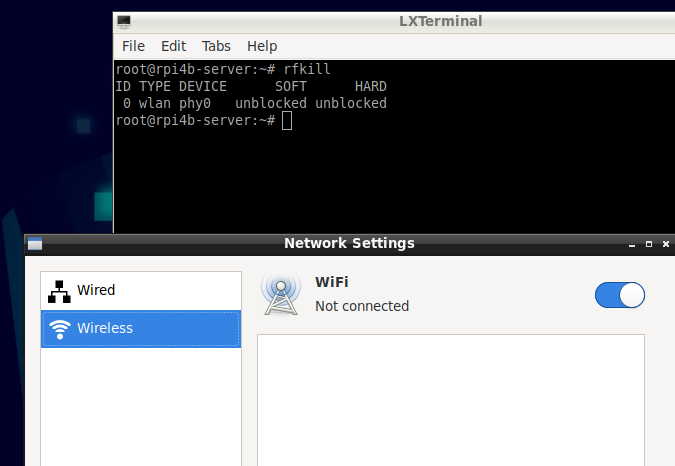 LXTerminal
File Edit Tabs Help
root@rpi4b-server:~# rfkill
ID TYPE DEVICE      SOFT      HARD
 0 wlan phy0   unblocked unblocked
root@rpi4b-server:~#
Network Settings
Wired
Wireless
WiFi
Not connected